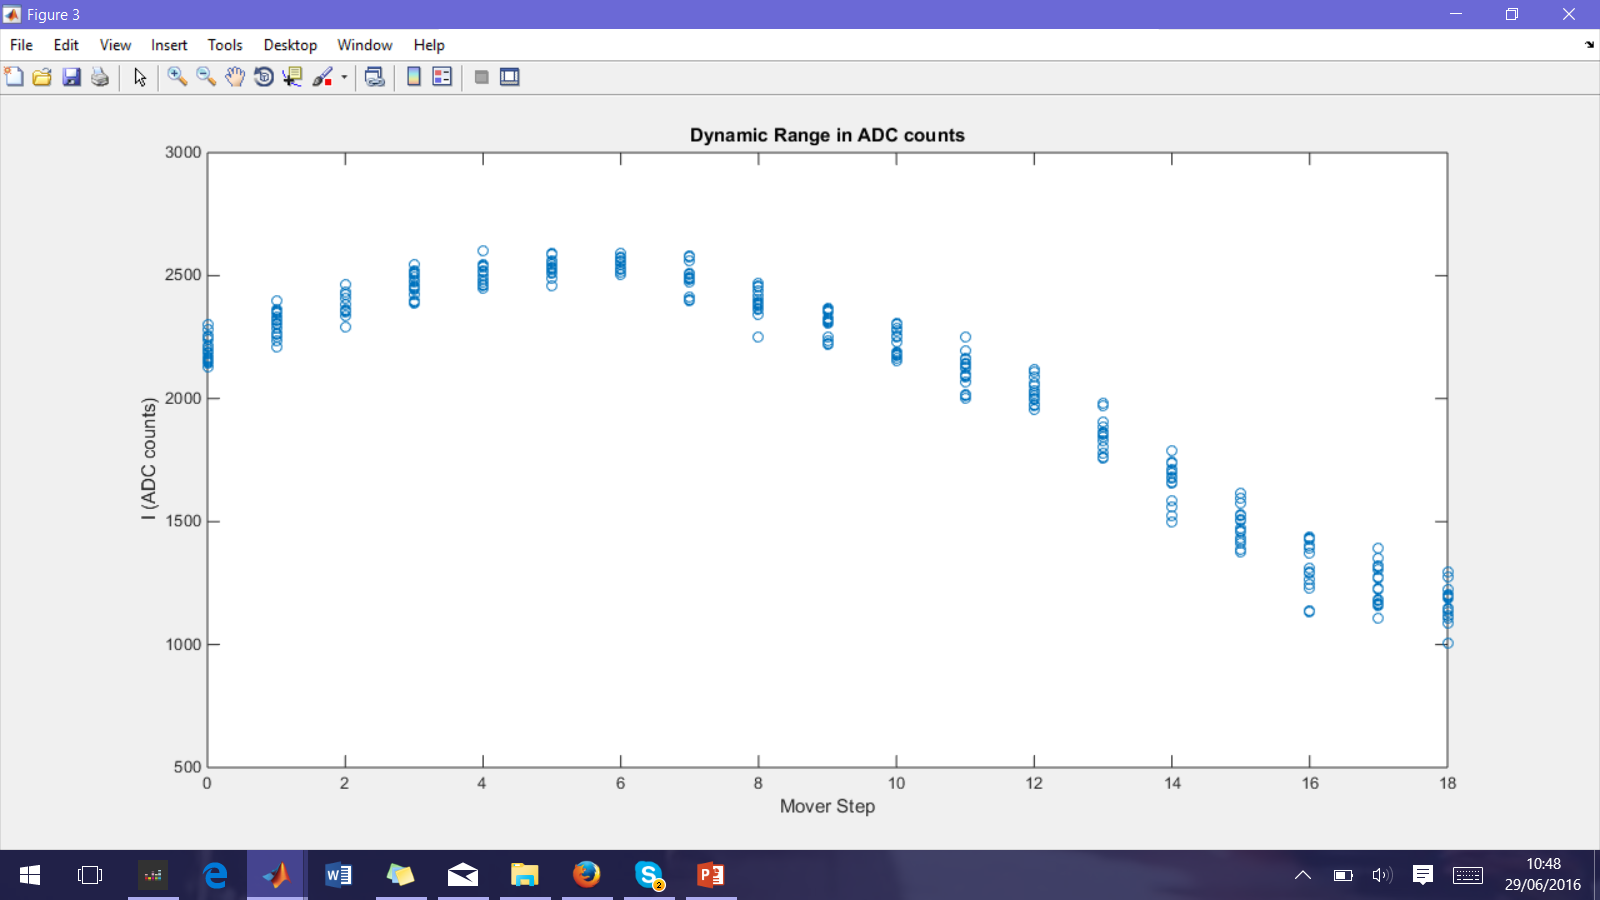 Figure 3
File Edit View Insert Tools Desktop Window Help
Dynamic Range in ADC counts
3000
2500
2000
1500
1000
500
I (ADC counts)
0 2 4 6 8 10 12 14 16 18
Mover Step
2
10:48
29/06/2016